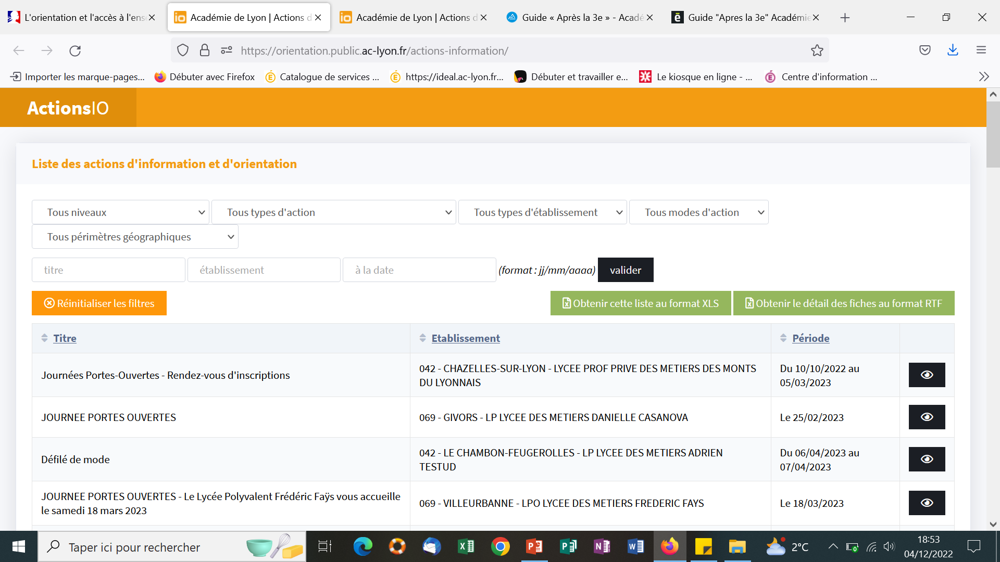 L'orientation et l'accès à l'ens
Académie de Lyon | Actions d
Académie de Lyon | Actions d
Guide « Après la 3e » - Acadé
Guide "Apres la 3e" Académie
https://orientation.public.ac-lyon.fr/actions-information/
Importer les marque-pages...
Débuter avec Firefox
Catalogue de services ...
https://ideal.ac-lyon.fr...
Débuter et travailler e...
Le kiosque en ligne - ...
Centre d'information ...
ActionsIO
Liste des actions d'information et d'orientation
Tous niveaux
Tous types d'action
Tous types d'établissement
Tous modes d'action
Tous périmètres géographiques
titre
établissement
à la date
(format : jj/mm/aaaa)
valider
Réinitialiser les filtres
Obtenir cette liste au format XLS
Obtenir le détail des fiches au format RTF
Titre
Etablissement
Période
Journées Portes-Ouvertes - Rendez-vous d'inscriptions
042 - CHAZELLES-SUR-LYON - LYCEE PROF PRIVE DES METIERS DES MONTS
DU LYONNAIS
Du 10/10/2022 au
05/03/2023
JOURNEE PORTES OUVERTES
069 - GIVORS - LP LYCEE DES METIERS DANIELLE CASANOVA
Le 25/02/2023
Défilé de mode
042 - LE CHAMBON-FEUGEROLLES - LP LYCEE DES METIERS ADRIEN
TESTUD
Du 06/04/2023 au
07/04/2023
JOURNEE PORTES OUVERTES - Le Lycée Polyvalent Frédéric Faÿs vous accueille
le samedi 18 mars 2023
069 - VILLEURBANNE - LPO LYCEE DES METIERS FREDERIC FAYS
Le 18/03/2023
Taper ici pour rechercher
2°C
18:53
04/12/2022